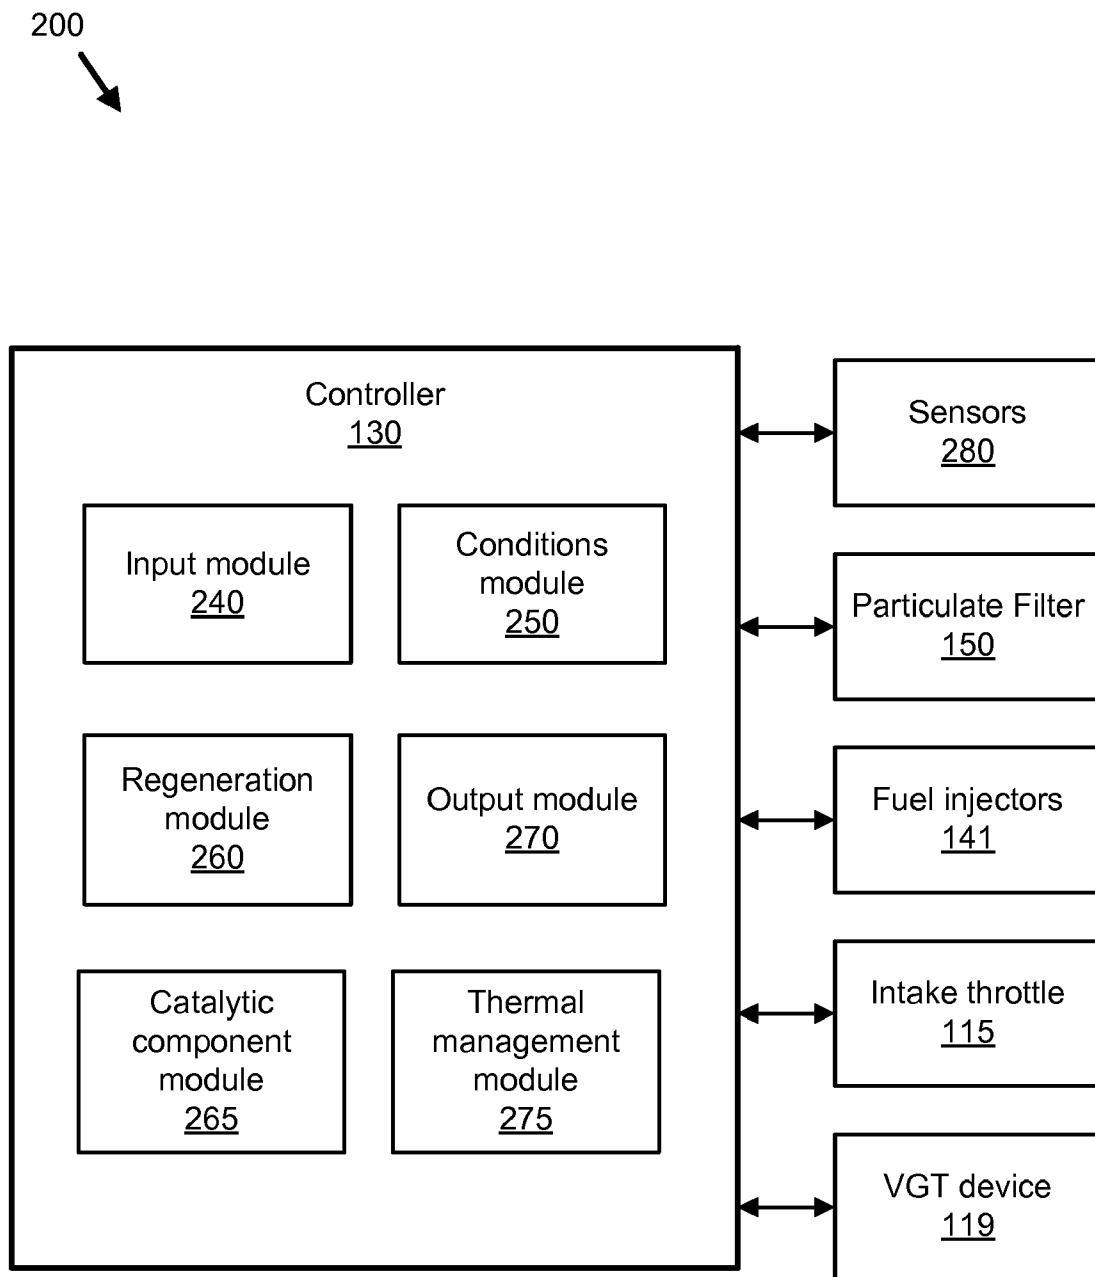 200
Controller
130
Input module
240
Conditions
module
250
Regeneration
module
260
Output module
270
Catalytic
component
module
265
Thermal
management
module
275
Sensors
280
Particulate Filter
150
Fuel injectors
141
Intake throttle
115
VGT device
119